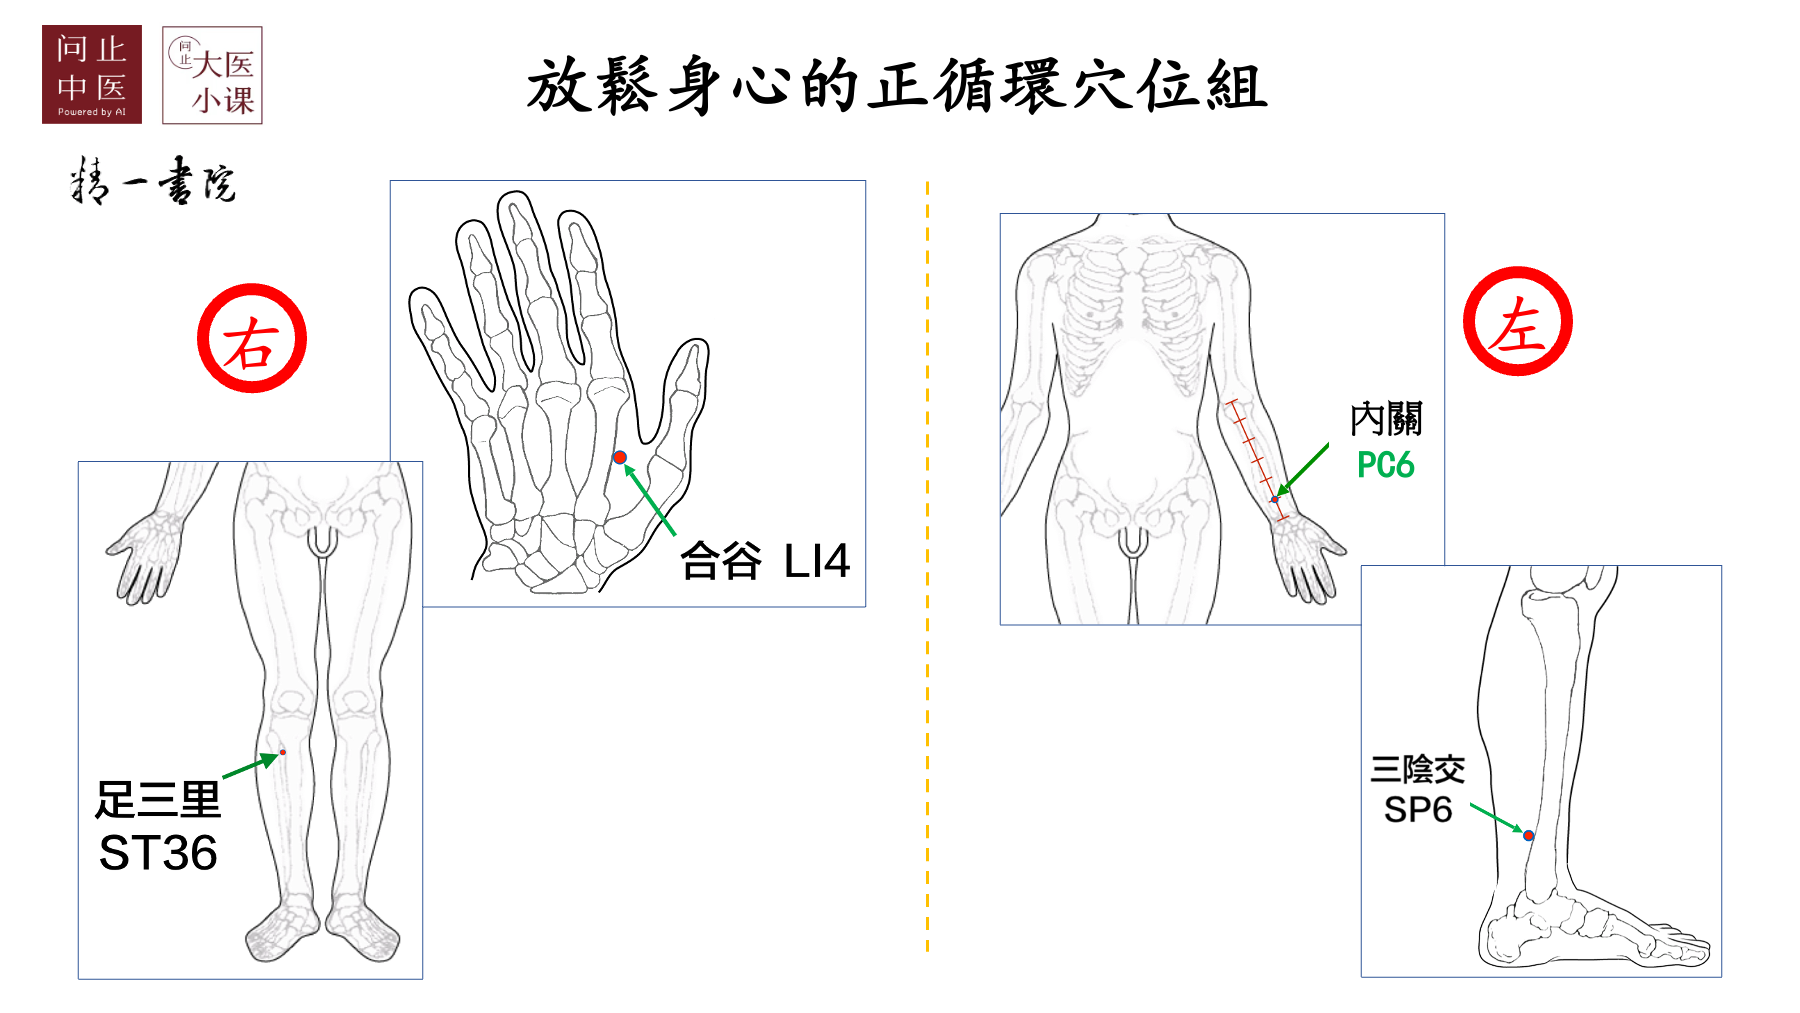 问止
中医
Powered by AI
问止
大医
小课
精一書院
放鬆身心的正循環穴位組
右
合谷 LI4
足三里
ST36
左
內關
PC6
三陰交
SP6